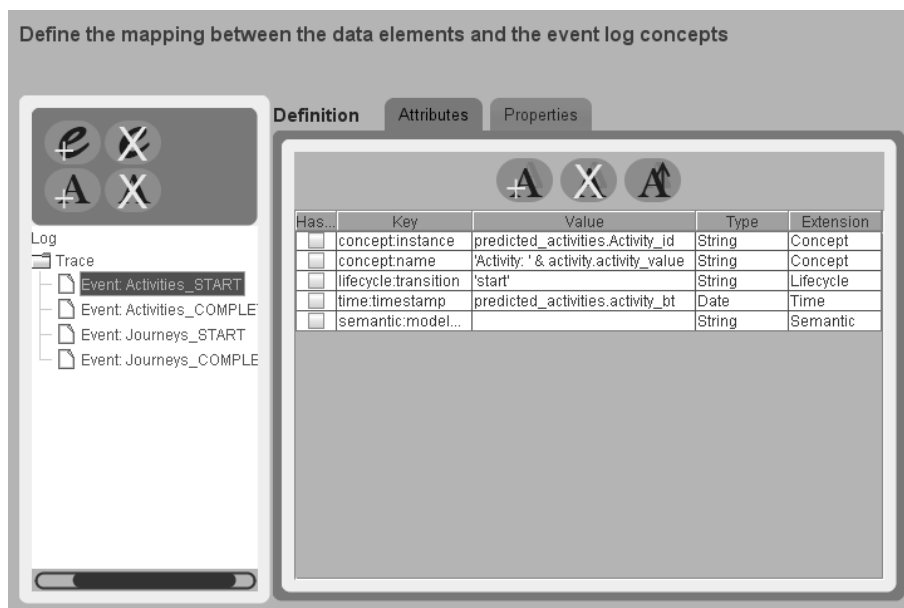 Define the mapping between the data elements and the event log concepts
Definition Attributes Properties
e X
A X A X A
Has... Key Value Type Extension
concept:instance predicted_activities.Activity_id String Concept
concept:name 'Activity: ' & activity.activity_value String Concept
lifecycle:transition 'start' String Lifecycle
time:timestamp predicted_activities.activity_bt Date Time
semantic:model... String Semantic
Log
Trace
Event: Activities_START
Event: Activities_COMPLE
Event: Journeys_START
Event: Journeys_COMPLE